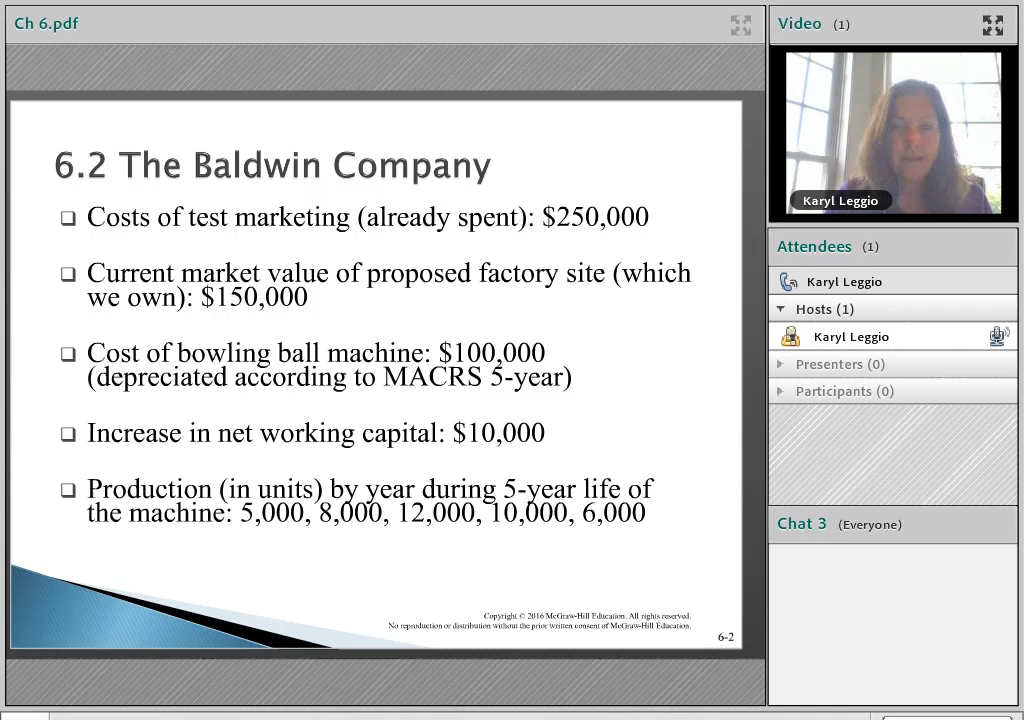 Ch 6.pdf
6.2 The Baldwin Company
❑ Costs of test marketing (already spent): $250,000
❑ Current market value of proposed factory site (which
we own): $150,000
❑ Cost of bowling ball machine: $100,000
(depreciated according to MACRS 5-year)
❑ Increase in net working capital: $10,000
❑ Production (in units) by year during 5-year life of
the machine: 5,000, 8,000, 12,000, 10,000, 6,000
Copyright © 2016 McGraw-Hill Education. All rights reserved.
No reproduction or distribution without the prior written consent of McGraw-Hill Education.
6-2
Video (1)
Karyl Leggio
Attendees (1)
Karyl Leggio
Hosts (1)
Karyl Leggio
Presenters (0)
Participants (0)
Chat 3 (Everyone)